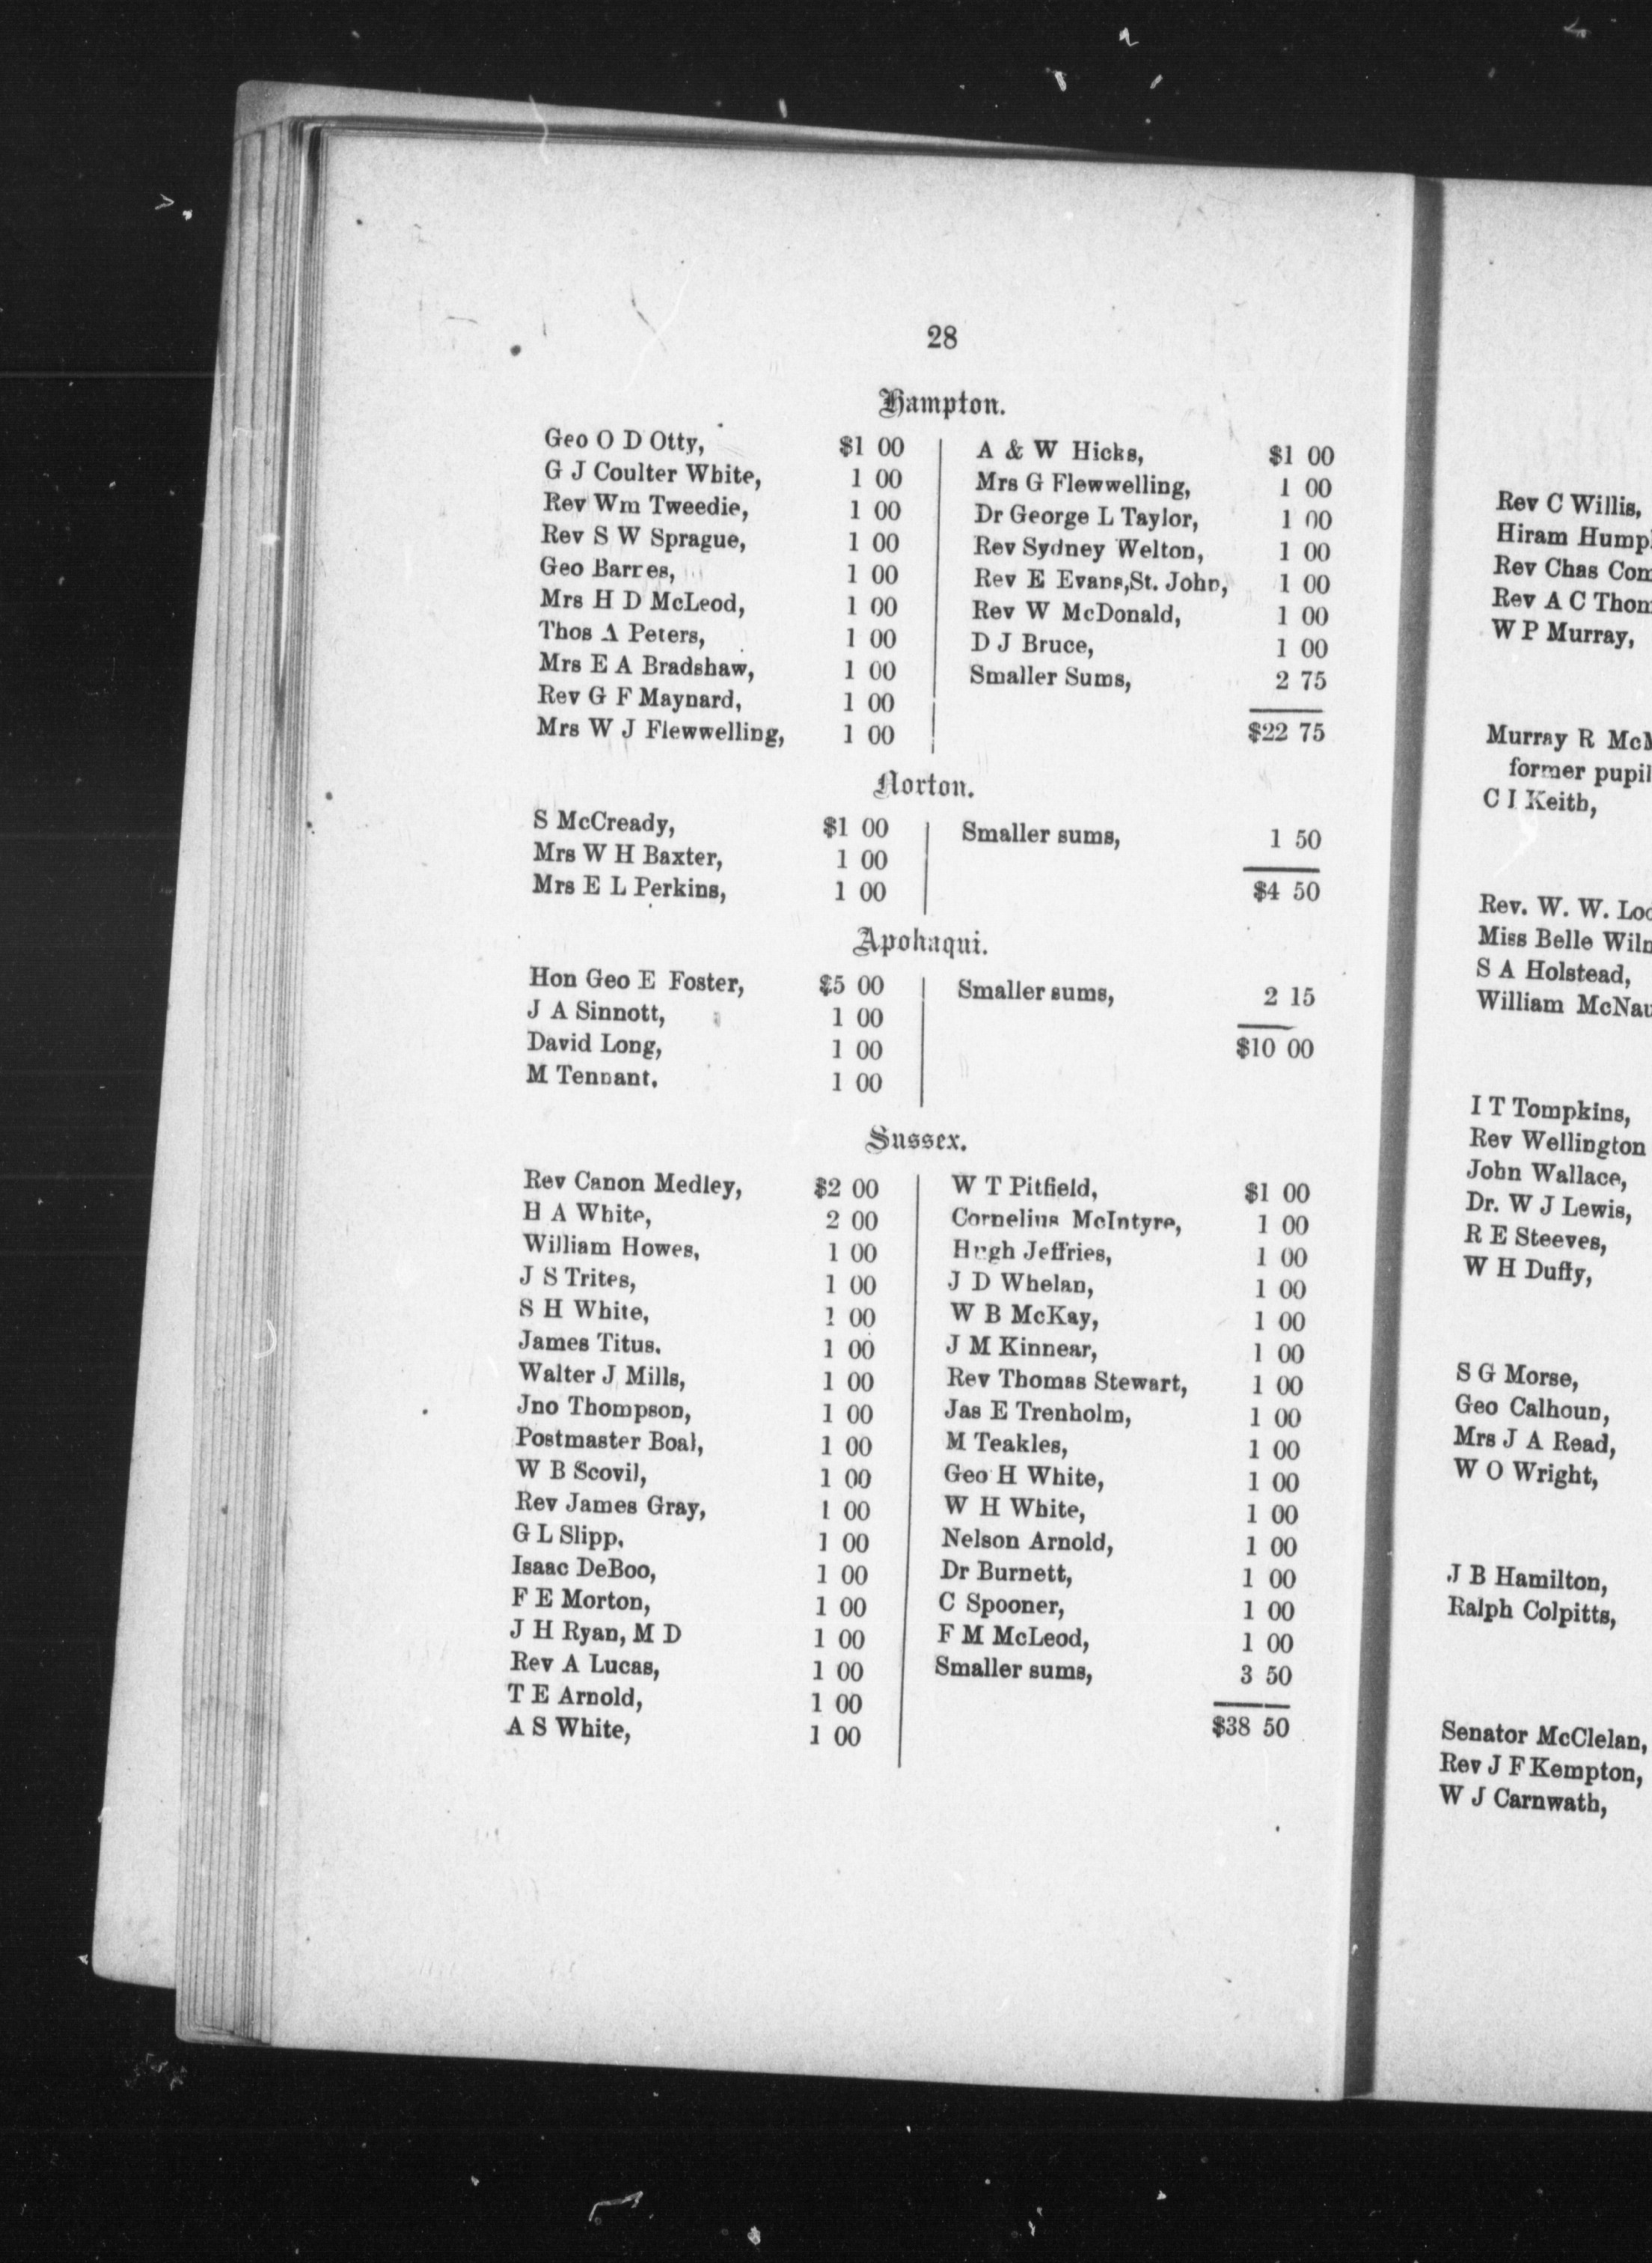 28
Hampton.
Geo O D Otty, $1 00
G J Coulter White, 1 00
Rev Wm Tweedie, 1 00
Rev S W Sprague, 1 00
Geo Barres, 1 00
Mrs H D McLeod, 1 00
Thos A Peters, 1 00
Mrs E A Bradshaw, 1 00
Rev G F Maynard, 1 00
Mrs W J Flewwelling, 1 00
A & W Hicks, $1 00
Mrs G Flewwelling, 1 00
Dr George L Taylor, 1 00
Rev Sydney Welton, 1 00
Rev E Evans, St. John, 1 00
Rev W McDonald, 1 00
D J Bruce, 1 00
Smaller Sums, 2 75
$22 75
Norton.
S McCready, $1 00
Mrs W H Baxter, 1 00
Mrs E L Perkins, 1 00
Smaller sums, 1 50
$4 50
Apohaqui.
Hon Geo E Foster, $5 00
J A Sinnott, 1 00
David Long, 1 00
M Tennant. 1 00
Smaller sums, 2 15
$10 00
Sussex.
Rev Canon Medley, $2 00
H A White, 2 00
William Howes, 1 00
J S Trites, 1 00
S H White, 1 00
James Titus. 1 00
Walter J Mills, 1 00
Jno Thompson, 1 00
Postmaster Boal, 1 00
W B Scovil, 1 00
Rev James Gray, 1 00
G L Slipp. 1 00
Isaac DeBoo, 1 00
F E Morton, 1 00
J H Ryan, M D 1 00
Rev A Lucas, 1 00
T E Arnold, 1 00
A S White, 1 00
W T Pitfield, $1 00
Cornelius McIntyre, 1 00
Hugh Jeffries, 1 00
J D Whelan, 1 00
W B McKay, 1 00
J M Kinnear, 1 00
Rev Thomas Stewart, 1 00
Jas E Trenholm, 1 00
M Teakles, 1 00
Geo H White, 1 00
W H White, 1 00
Nelson Arnold, 1 00
Dr Burnett, 1 00
C Spooner, 1 00
F M McLeod, 1 00
Smaller sums, 3 50
$38 50
Rev C Willis,
Hiram
Rev Chas
Rev A C
W P Murray,
Murray R
former
C I Keith,
Rev. W. W.
Miss Belle
S A Holstead,
William
I T Tompkins,
Rev Wellington
John Wallace,
Dr. W J Lewis,
R E Steeves,
W H Duffy,
S G Morse,
Geo Calhoun,
Mrs J A Read,
W O Wright,
J B Hamilton,
Ralph Colpitts,
Senator McClelan,
Rev J F Kempton,
W J Carnwath,